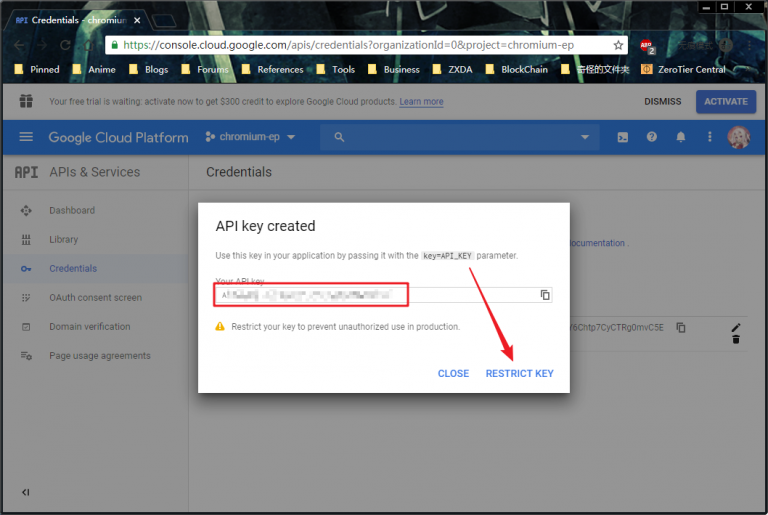 API Credentials - chromium
https://console.cloud.google.com/apis/credentials?organizationId=0&project=chromium-ep
ABP
2
Pinned Anime Blogs Forums References Tools Business ZXDA BlockChain 奇怪的文件夹 ZeroTier Central
Your free trial is waiting: activate now to get $300 credit to explore Google Cloud products. Learn more DISMISS ACTIVATE
Google Cloud Platform chromium-ep
API APIs & Services Credentials
Dashboard
Library
Credentials
OAuth consent screen
Domain verification
Page usage agreements
API key created
Use this key in your application by passing it with the key=API_KEY parameter.
Your API key
Restrict your key to prevent unauthorized use in production.
CLOSE RESTRICT KEY
documentation .
/6Chtp7CyCTRg0mvC5E